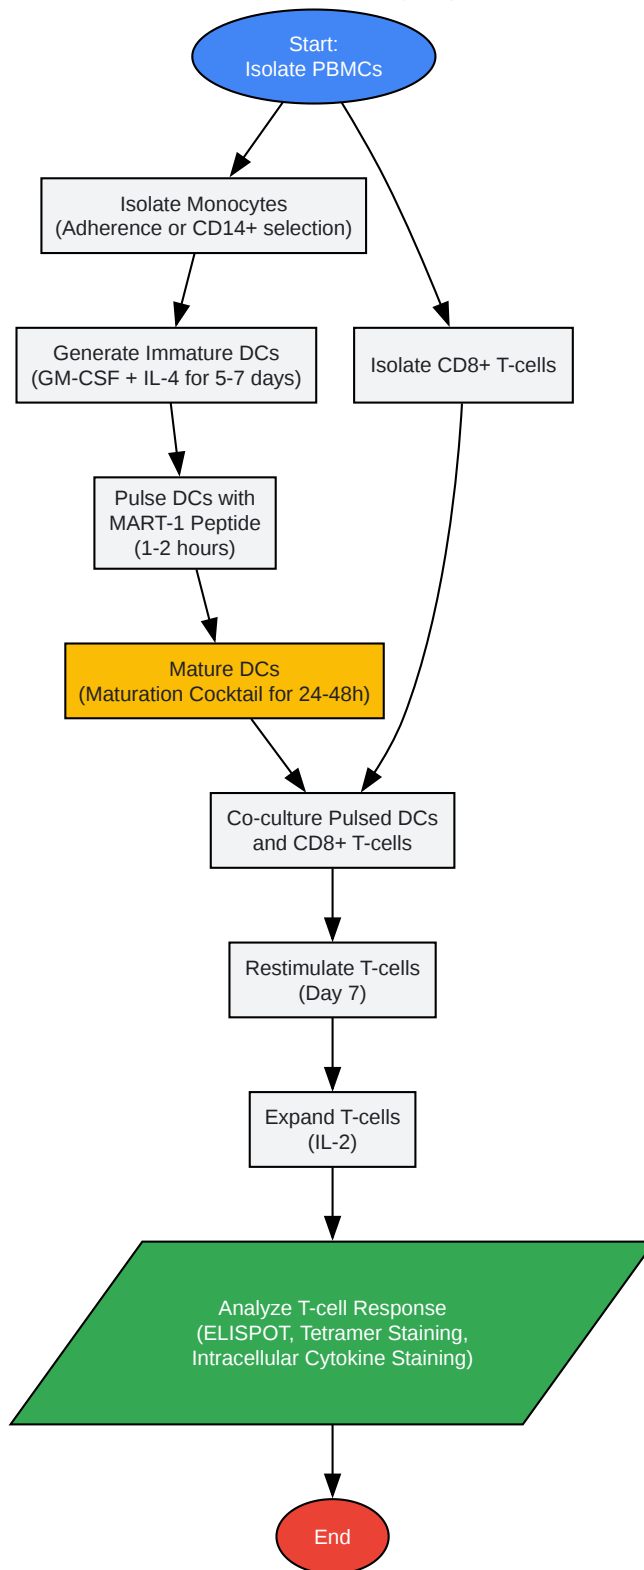 Start:
Isolate PBMCs
Isolate Monocytes
(Adherence or CD14+ selection)
Generate Immature DCs
(GM-CSF + IL-4 for 5-7 days)
Isolate CD8+ T-cells
Pulse DCs with
MART-1 Peptide
(1-2 hours)
Mature DCs
(Maturation Cocktail for 24-48h)
Co-culture Pulsed DCs
and CD8+ T-cells
Restimulate T-cells
(Day 7)
Expand T-cells
(IL-2)
Analyze T-cell Response
(ELISPOT, Tetramer Staining,
Intracellular Cytokine Staining)
End